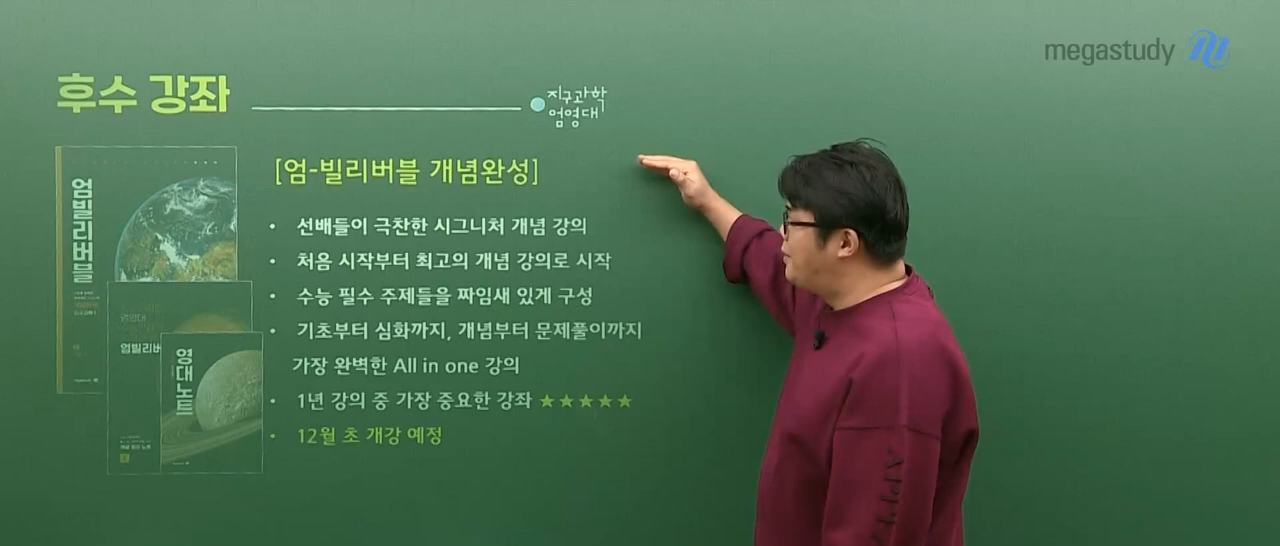 megastudy
후수 강좌
지구과학
엄영대
[엄-빌리버블 개념완성]
• 선배들이 극찬한 시그니처 개념 강의
• 처음 시작부터 최고의 개념 강의로 시작
• 수능 필수 주제들을 짜임새 있게 구성
• 기초부터 심화까지, 개념부터 문제풀이까지
가장 완벽한 All in one 강의
• 1년 강의 중 가장 중요한 강좌 ★★★★★
• 12월 초 개강 예정
엄빌리버블
엄영대
엄빌리버
영대노트